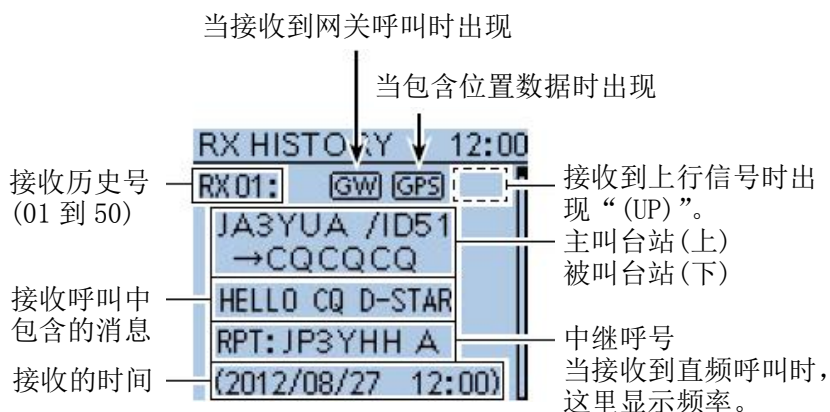 当接收到网关呼叫时出现
当包含位置数据时出现
RX HISTORY 12:00
接收历史号
(01 到 50)
RX01: GW GPS
接收到上行信号时出
现“(UP)”。
JA3YUA /ID51
→CQCQCQ
主叫台站(上)
被叫台站(下)
接收呼叫中
包含的消息
HELLO CQ D-STAR
RPT:JP3YHH A
中继呼号
当接收到直频呼叫时，
这里显示频率。
接收的时间
(2012/08/27 12:00)